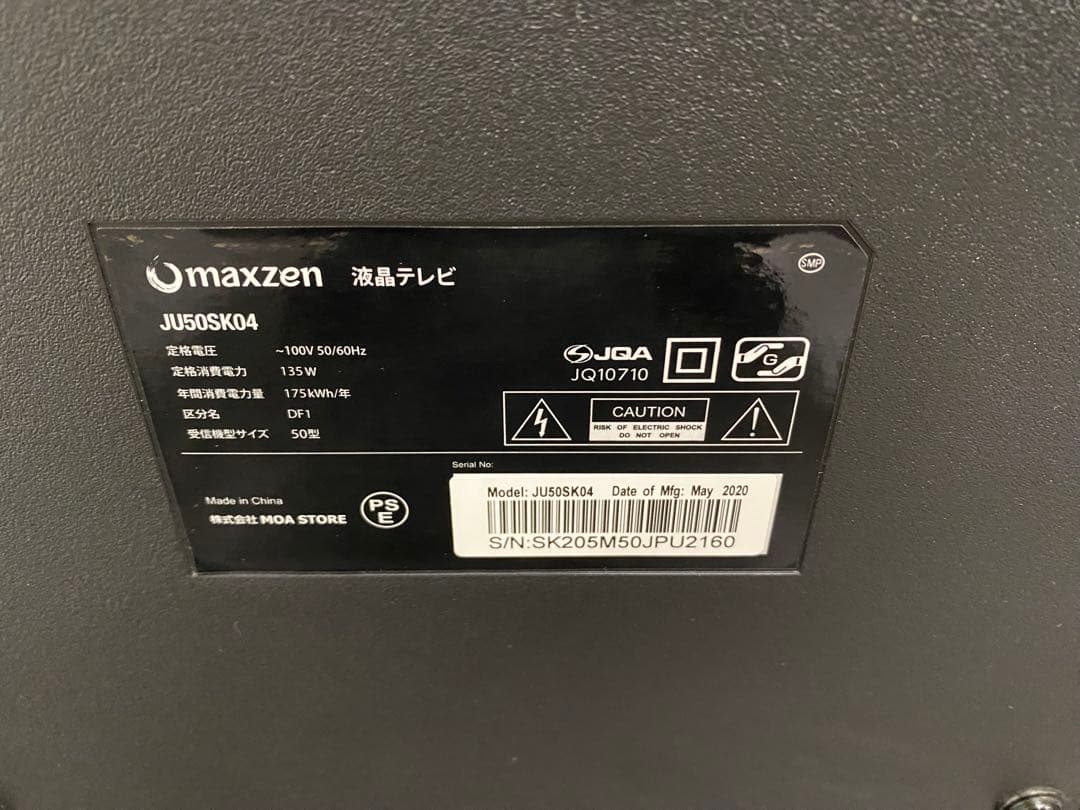 maxzen 液晶テレビ
SMP
JU50SK04
定格電圧 ~100V 50/60Hz
定格消費電力 135W
年間消費電力量 175kWh/年
区分名 DF1
受信機型サイズ 50型
JQA
JQ10710
G
CAUTION
RISK OF ELECTRIC SHOCK
DO NOT OPEN
Serial No:
Made in China
株式会社 MOA STORE
PS
E
Model: JU50SK04 Date of Mfg: May 2020
S/N:SK205M50JPU2160